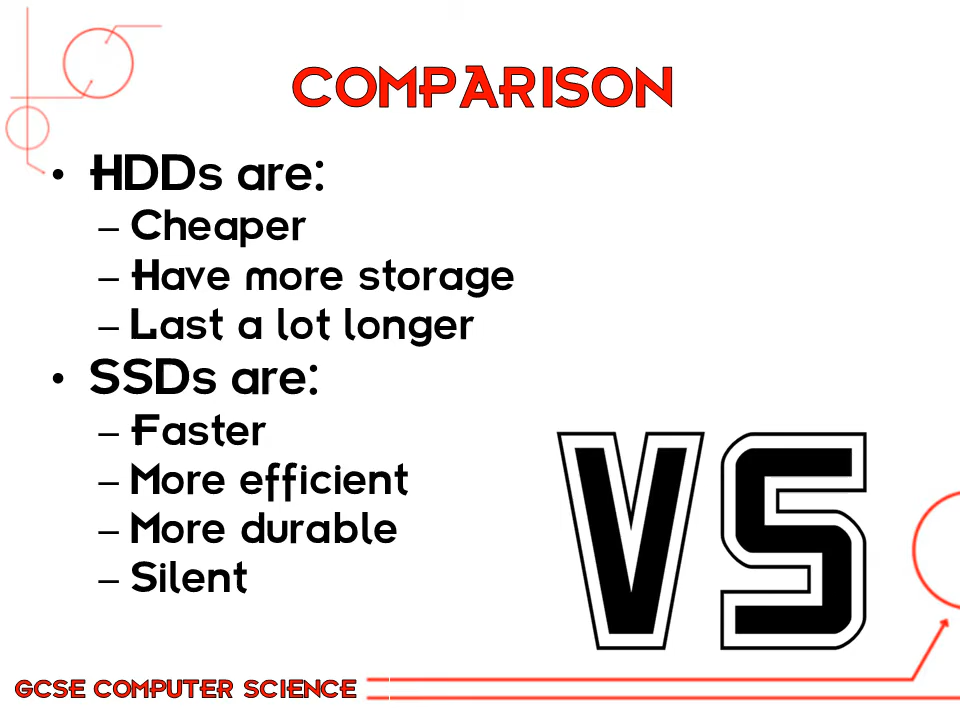 COMPARISON
• HDDs are:
– Cheaper
– Have more storage
– Last a lot longer
• SSDs are:
– Faster
– More efficient
– More durable
– Silent
VS
GCSE COMPUTER SCIENCE